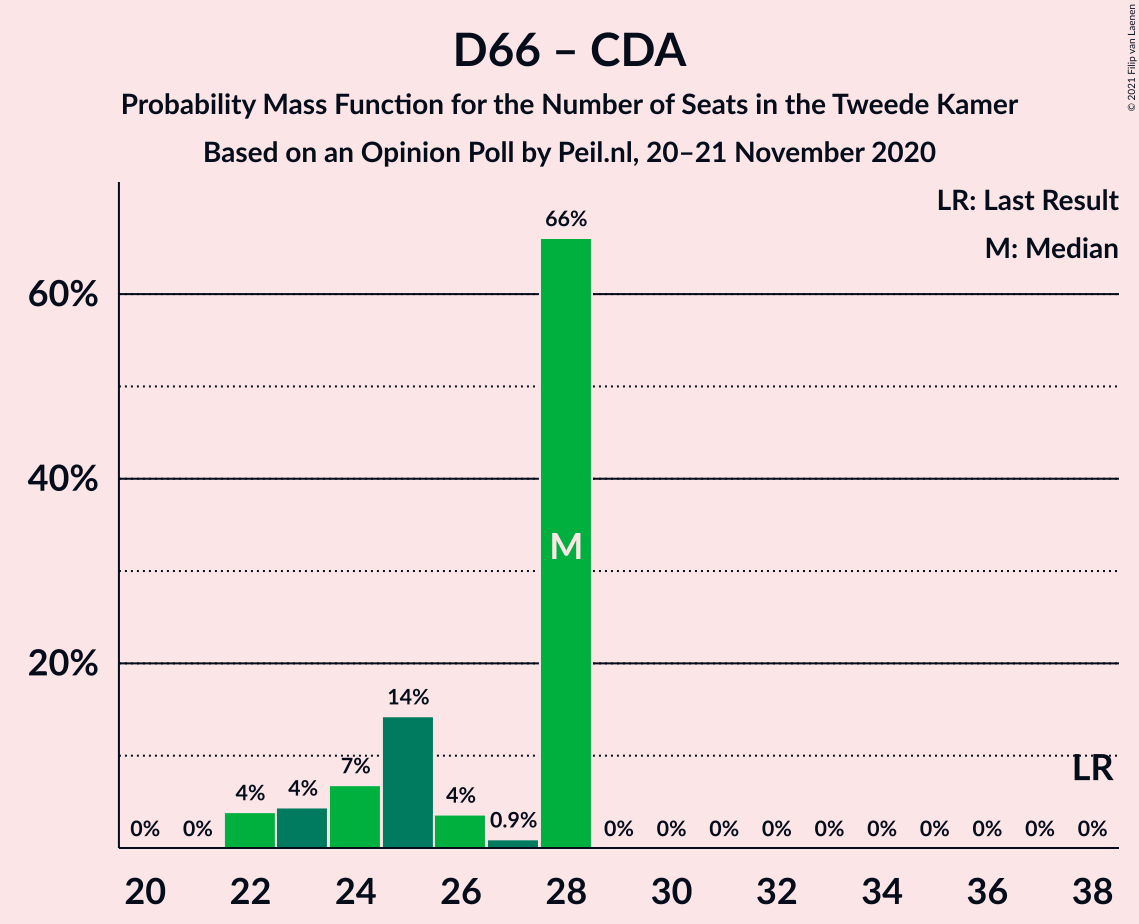 D66 – CDA
Probability Mass Function for the Number of Seats in the Tweede Kamer
Based on an Opinion Poll by Peil.nl, 20–21 November 2020
© 2021 Filip van Laenen
LR: Last Result
M: Median
66%
60%
40%
M
20%
14%
7%
LR
4% 4% 4%
0.9%
0% 0% 0% 0% 0% 0% 0% 0% 0% 0% 0% 0%
20 22 24 26 28 30 32 34 36 38